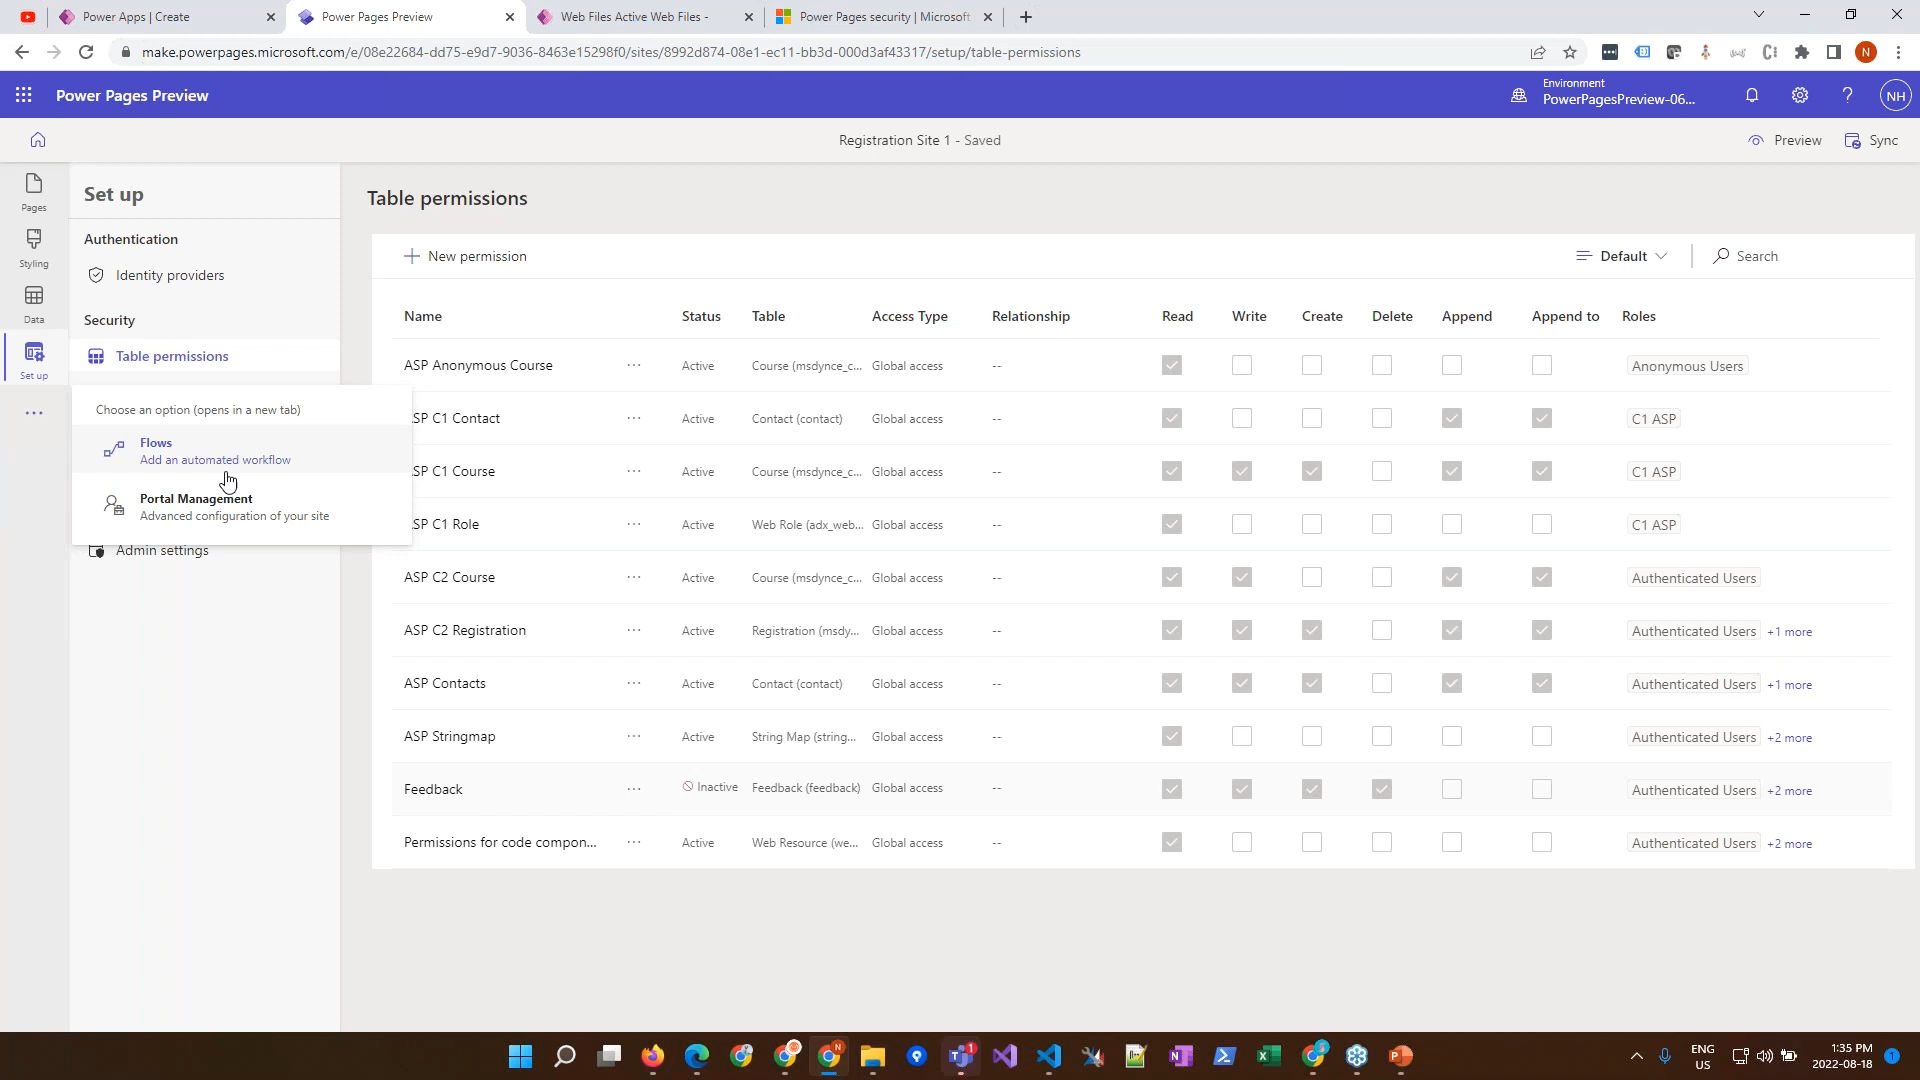 Power Apps | Create
Power Pages Preview
Web Files Active Web Files -
Power Pages security | Microsoft
make.powerpages.microsoft.com/e/08e22684-dd75-e9d7-9036-8463e15298f0/sites/8992d874-08e1-ec11-bb3d-000d3af43317/setup/table-permissions
N
Power Pages Preview
Environment
PowerPagesPreview-06...
NH
Registration Site 1 - Saved
Preview
Sync
Pages
Styling
Data
Set up
Set up
Authentication
Identity providers
Security
Table permissions
Choose an option (opens in a new tab)
Flows
Add an automated workflow
Portal Management
Advanced configuration of your site
Admin settings
Table permissions
New permission
Default
Search
Name Status Table Access Type Relationship Read Write Create Delete Append Append to Roles
ASP Anonymous Course ... Active Course (msdynce_c... Global access -- Anonymous Users
SP C1 Contact ... Active Contact (contact) Global access -- C1 ASP
SP C1 Course ... Active Course (msdynce_c... Global access -- C1 ASP
SP C1 Role ... Active Web Role (adx_web... Global access -- C1 ASP
ASP C2 Course ... Active Course (msdynce_c... Global access -- Authenticated Users
ASP C2 Registration ... Active Registration (msdy... Global access -- Authenticated Users +1 more
ASP Contacts ... Active Contact (contact) Global access -- Authenticated Users +1 more
ASP Stringmap ... Active String Map (string... Global access -- Authenticated Users +2 more
Feedback ... Inactive Feedback (feedback) Global access -- Authenticated Users +2 more
Permissions for code compon... ... Active Web Resource (we... Global access -- Authenticated Users +2 more
ENG
US
1:35 PM
2022-08-18
1